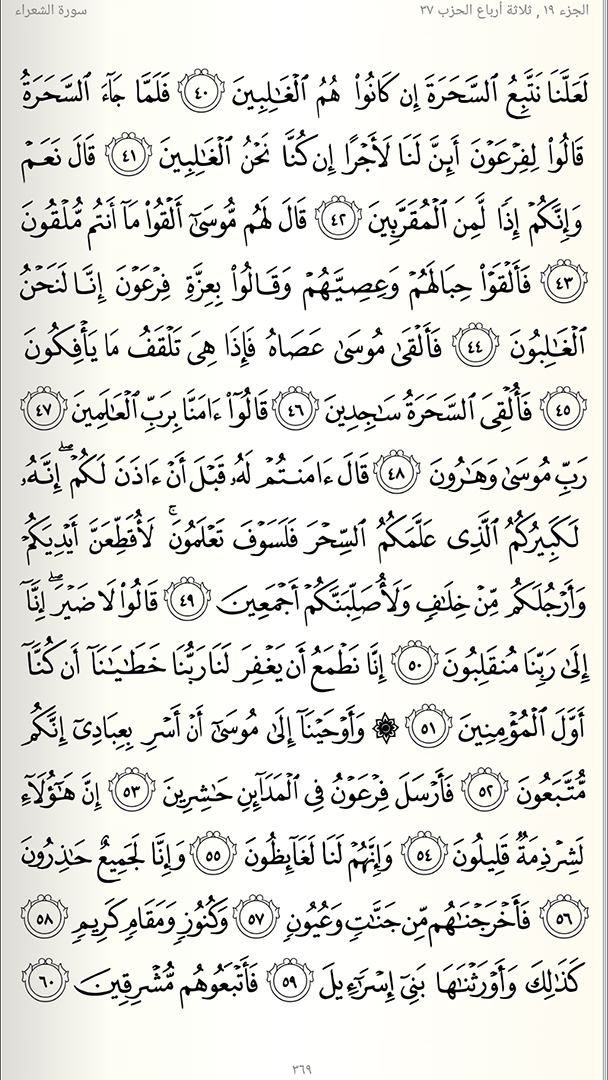 الجزء ١٩ , ثلاثة أرباع الحزب ٣٧
سورة الشعراء
لَعَلَّنَا نَتَّبِعُ ٱلسَّحَرَةَ إِن كَانُوا۟ هُمُ ٱلْغَـٰلِبِينَ ٤٠ فَلَمَّا جَآءَ ٱلسَّحَرَةُ
قَالُوا۟ لِفِرْعَوْنَ أَئِنَّ لَنَا لَأَجْرًا إِن كُنَّا نَحْنُ ٱلْغَـٰلِبِينَ ٤١ قَالَ نَعَمْ
وَإِنَّكُمْ إِذًا لَّمِنَ ٱلْمُقَرَّبِينَ ٤٢ قَالَ لَهُم مُّوسَىٰٓ أَلْقُوا۟ مَآ أَنتُم مُّلْقُونَ
٤٣ فَأَلْقَوْا۟ حِبَالَهُمْ وَعِصِيَّهُمْ وَقَالُوا۟ بِعِزَّةِ فِرْعَوْنَ إِنَّا لَنَحْنُ
ٱلْغَـٰلِبُونَ ٤٤ فَأَلْقَىٰ مُوسَىٰ عَصَاهُ فَإِذَا هِىَ تَلْقَفُ مَا يَأْفِكُونَ
٤٥ فَأُلْقِىَ ٱلسَّحَرَةُ سَـٰجِدِينَ ٤٦ قَالُوٓا۟ ءَامَنَّا بِرَبِّ ٱلْعَـٰلَمِينَ ٤٧
رَبِّ مُوسَىٰ وَهَـٰرُونَ ٤٨ قَالَ ءَامَنتُمْ لَهُۥ قَبْلَ أَنْ ءَاذَنَ لَكُمْ ۖ إِنَّهُۥ
لَكَبِيرُكُمُ ٱلَّذِى عَلَّمَكُمُ ٱلسِّحْرَ فَلَسَوْفَ تَعْلَمُونَ ۚ لَأُقَطِّعَنَّ أَيْدِيَكُمْ
وَأَرْجُلَكُم مِّنْ خِلَـٰفٍ وَلَأُصَلِّبَنَّكُمْ أَجْمَعِينَ ٤٩ قَالُوا۟ لَا ضَيْرَ ۖ إِنَّآ
إِلَىٰ رَبِّنَا مُنقَلِبُونَ ٥٠ إِنَّا نَطْمَعُ أَن يَغْفِرَ لَنَا رَبُّنَا خَطَـٰيَـٰنَآ أَن كُنَّآ
أَوَّلَ ٱلْمُؤْمِنِينَ ٥١ ۞ وَأَوْحَيْنَآ إِلَىٰ مُوسَىٰٓ أَنْ أَسْرِ بِعِبَادِىٓ إِنَّكُم
مُّتَّبَعُونَ ٥٢ فَأَرْسَلَ فِرْعَوْنُ فِى ٱلْمَدَآئِنِ حَـٰشِرِينَ ٥٣ إِنَّ هَـٰٓؤُلَآءِ
لَشِرْذِمَةٌ قَلِيلُونَ ٥٤ وَإِنَّهُمْ لَنَا لَغَآئِظُونَ ٥٥ وَإِنَّا لَجَمِيعٌ حَـٰذِرُونَ
٥٦ فَأَخْرَجْنَـٰهُم مِّن جَنَّـٰتٍ وَعُيُونٍ ٥٧ وَكُنُوزٍ وَمَقَامٍ كَرِيمٍ ٥٨
كَذَٰلِكَ وَأَوْرَثْنَـٰهَا بَنِىٓ إِسْرَٰٓءِيلَ ٥٩ فَأَتْبَعُوهُم مُّشْرِقِينَ ٦٠
٣٦٩